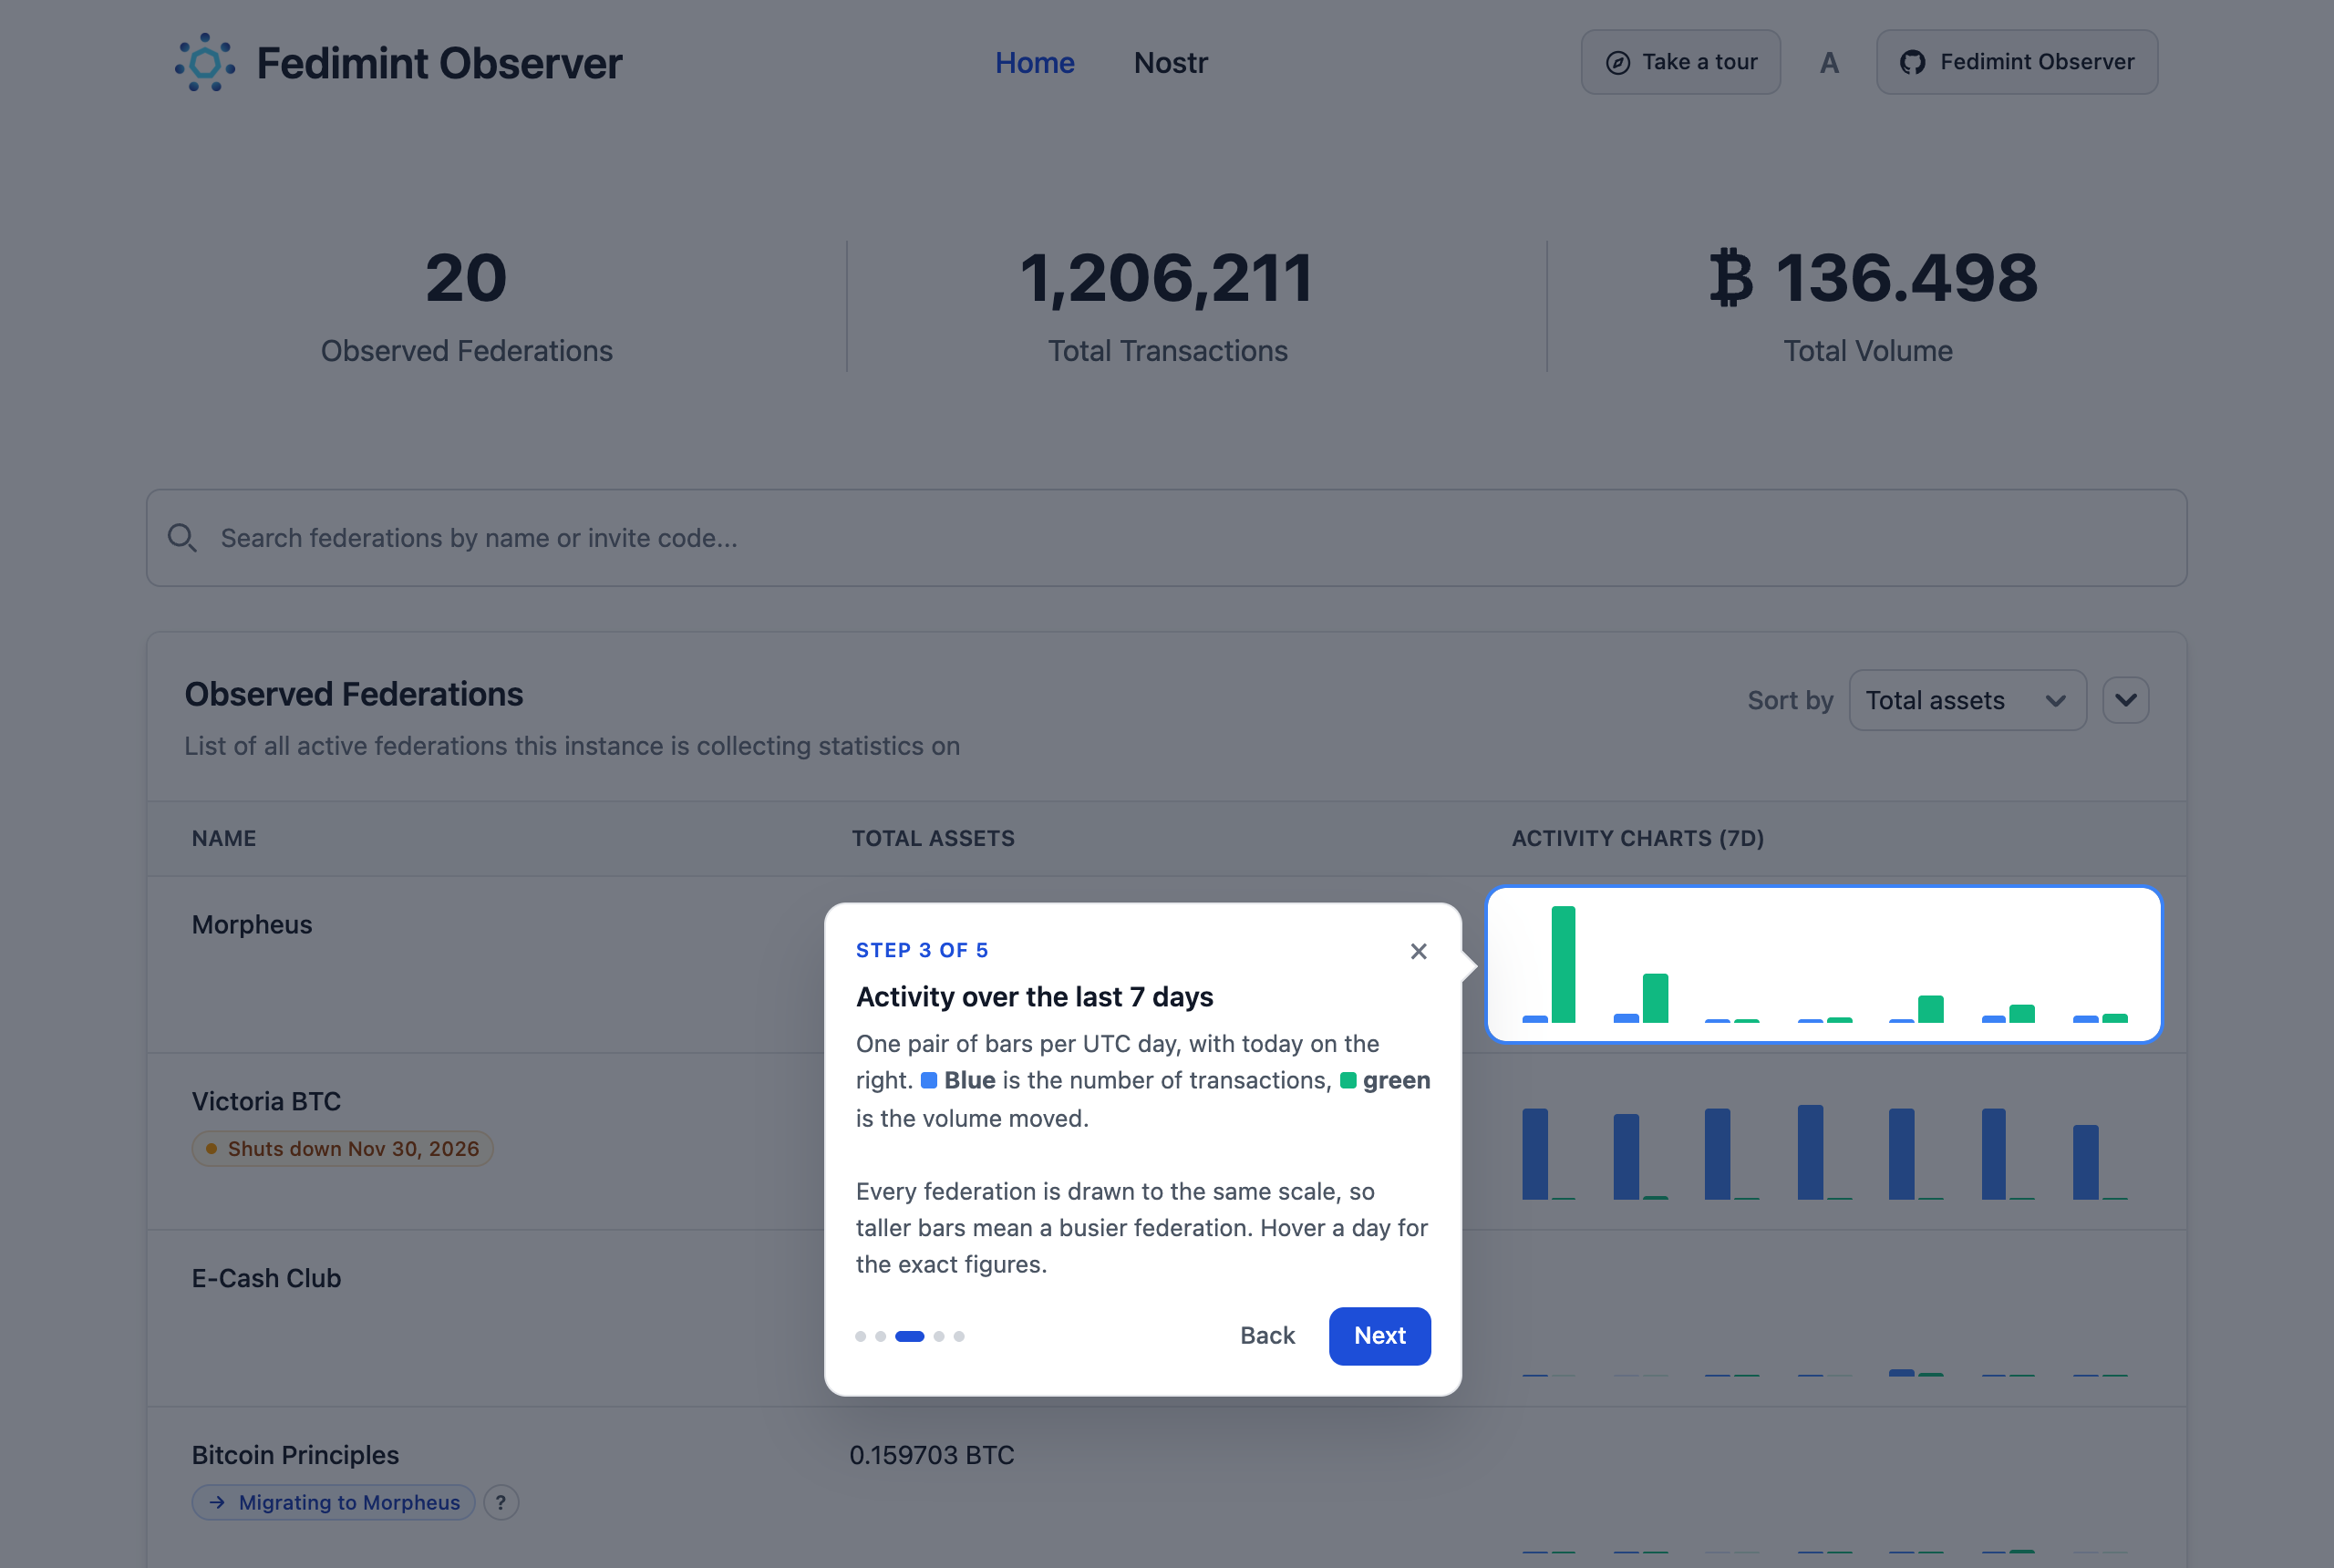 Fedimint Observer
Home
Nostr
Take a tour
A
Fedimint Observer
20
Observed Federations
1,206,211
Total Transactions
₿ 136.498
Total Volume
Search federations by name or invite code...
Observed Federations
List of all active federations this instance is collecting statistics on
Sort by
Total assets
NAME
TOTAL ASSETS
ACTIVITY CHARTS (7D)
Morpheus
Victoria BTC
Shuts down Nov 30, 2026
E-Cash Club
Bitcoin Principles
0.159703 BTC
→ Migrating to Morpheus
?
STEP 3 OF 5
Activity over the last 7 days
One pair of bars per UTC day, with today on the
right. Blue is the number of transactions, green
is the volume moved.
Every federation is drawn to the same scale, so
taller bars mean a busier federation. Hover a day for
the exact figures.
Back
Next